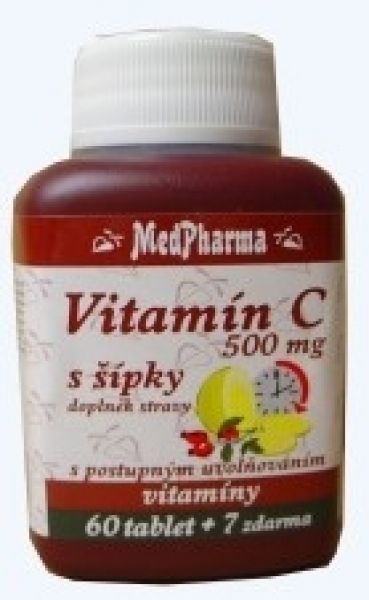 MedPharma
Vitamín C
500 mg
s šípky
doplněk stravy
s postupným uvolňováním
vitamíny
60 tablet + 7 zdarma